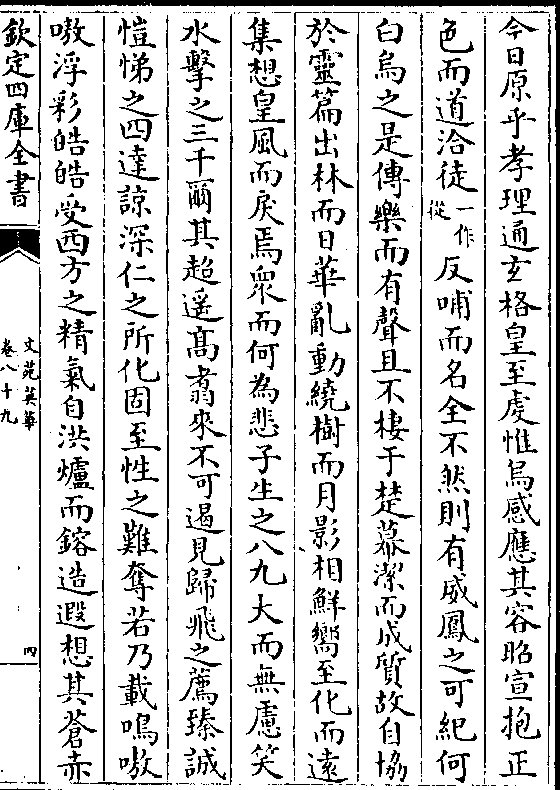 今日原乎孝理通玄格皇至虔惟烏感應其容昭宣抱正
色而道洽徒一作從反哺而名全不然則有威鳳之可紀何
白烏之是傳樂而有聲且不棲于楚幕潔而成質故自協
於靈篇出林而日華亂動繞樹而月影相鮮嚮至化而遠
集想皇風而戾焉衆而何為悲子生之八九大而無慮笑
水擊之三千爾其超遥髙翥來不可遏見歸飛之薦臻誠
愷悌之四達諒深仁之所化固至性之難奪若乃載鳴嗷
嗷浮彩皓皓受西方之精氣自洪爐而鎔造遐想其蒼赤
欽定四庫全書
文苑英華
卷八十九
四